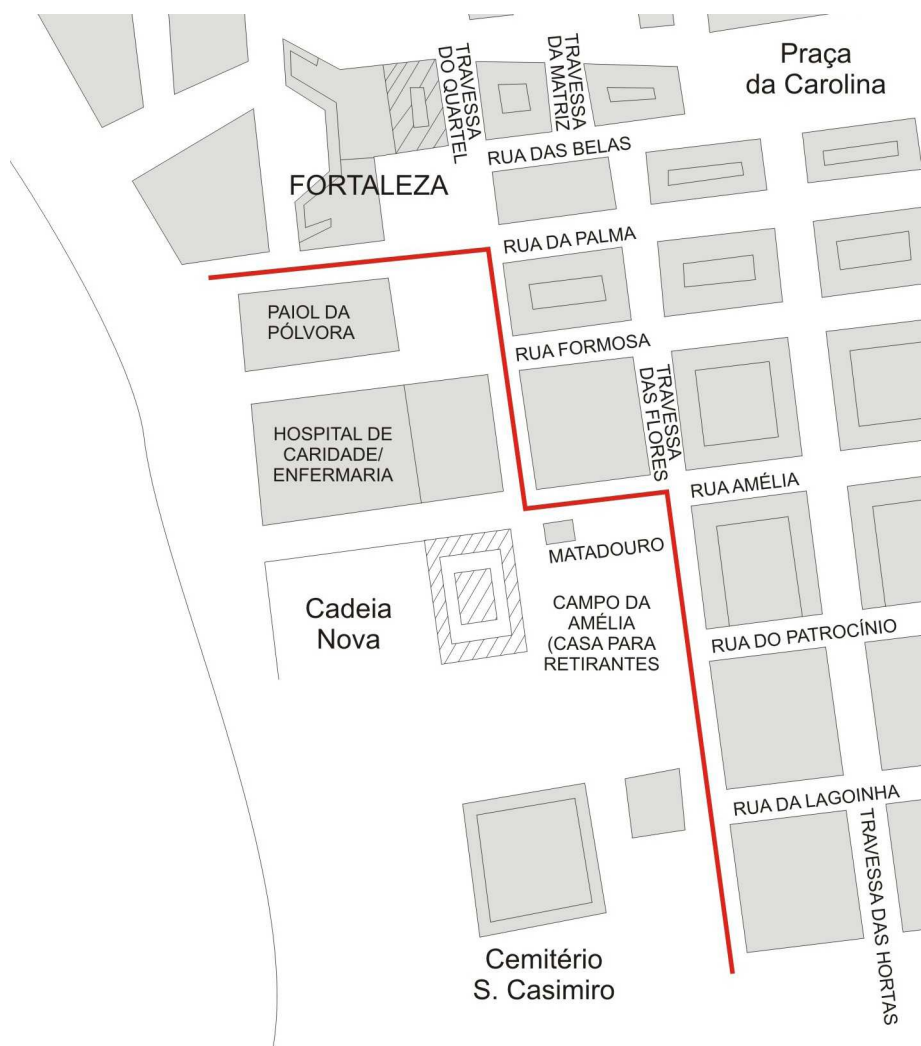 TRAVESSA
DO QUARTEL
TRAVESSA
DA MATRIZ
Praça
da Carolina
RUA DAS BELAS
FORTALEZA
RUA DA PALMA
PAIOL DA
PÓLVORA
RUA FORMOSA
TRAVESSA
DAS FLORES
HOSPITAL DE
CARIDADE/
ENFERMARIA
RUA AMÉLIA
MATADOURO
Cadeia
Nova
CAMPO DA
AMÉLIA
(CASA PARA
RETIRANTES
RUA DO PATROCÍNIO
RUA DA LAGOINHA
TRAVESSA DAS HORTAS
Cemitério
S. Casimiro